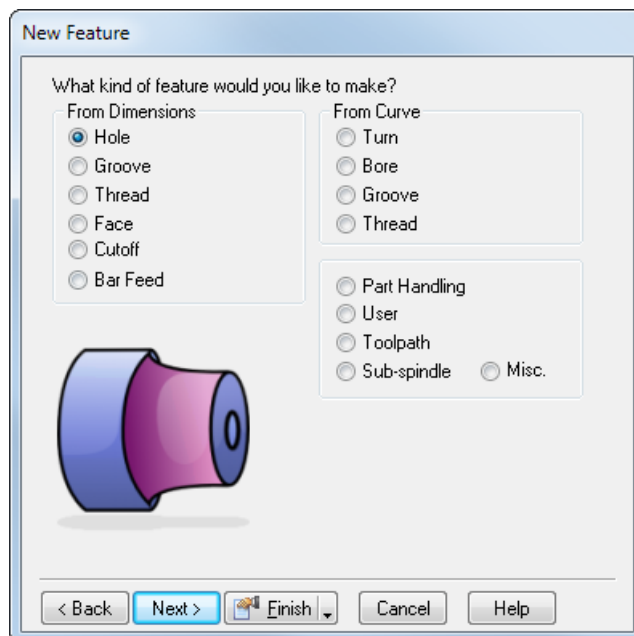 New Feature
What kind of feature would you like to make?
From Dimensions
Hole
Groove
Thread
Face
Cutoff
Bar Feed
From Curve
Turn
Bore
Groove
Thread
Part Handling
User
Toolpath
Sub-spindle Misc.
< Back Next > Finish Cancel Help